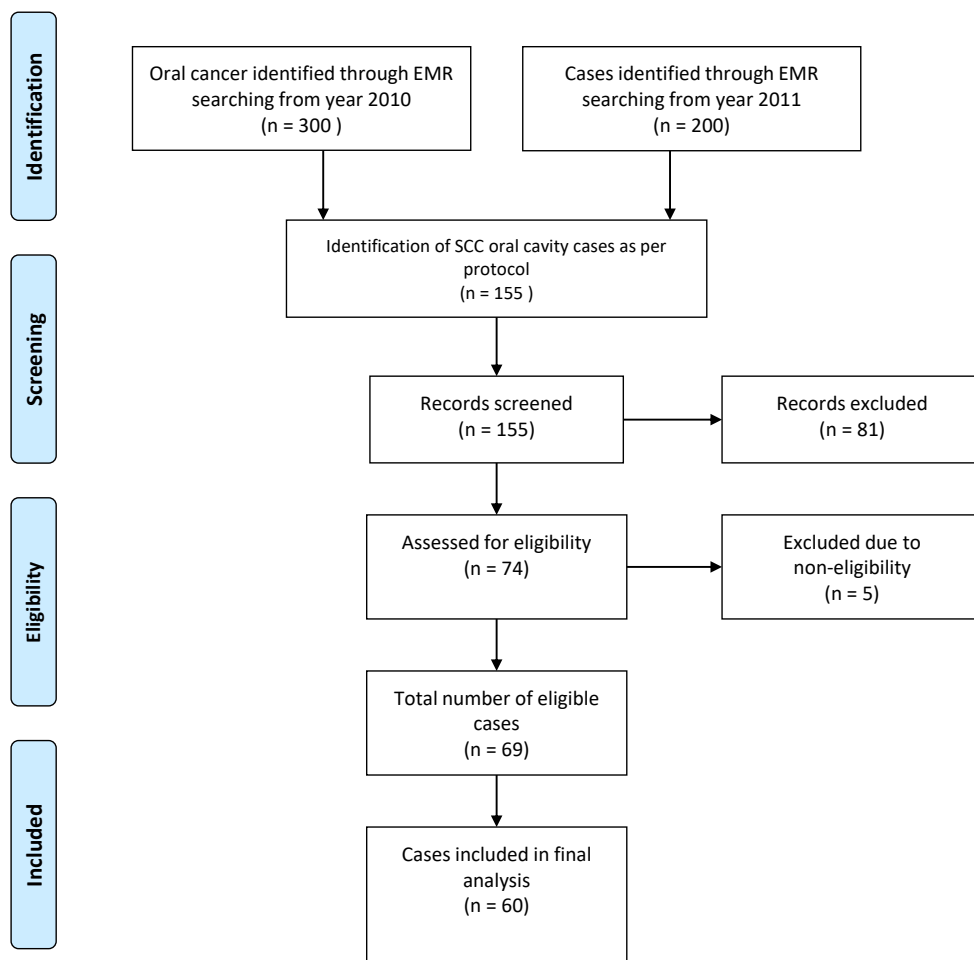 Identification
Oral cancer identified through EMR
searching from year 2010
(n = 300 )
Cases identified through EMR
searching from year 2011
(n = 200)
Identification of SCC oral cavity cases as per
protocol
(n = 155 )
Screening
Records screened
(n = 155)
Records excluded
(n = 81)
Eligibility
Assessed for eligibility
(n = 74)
Excluded due to
non-eligibility
(n = 5)
Total number of eligible
cases
(n = 69)
Included
Cases included in final
analysis
(n = 60)